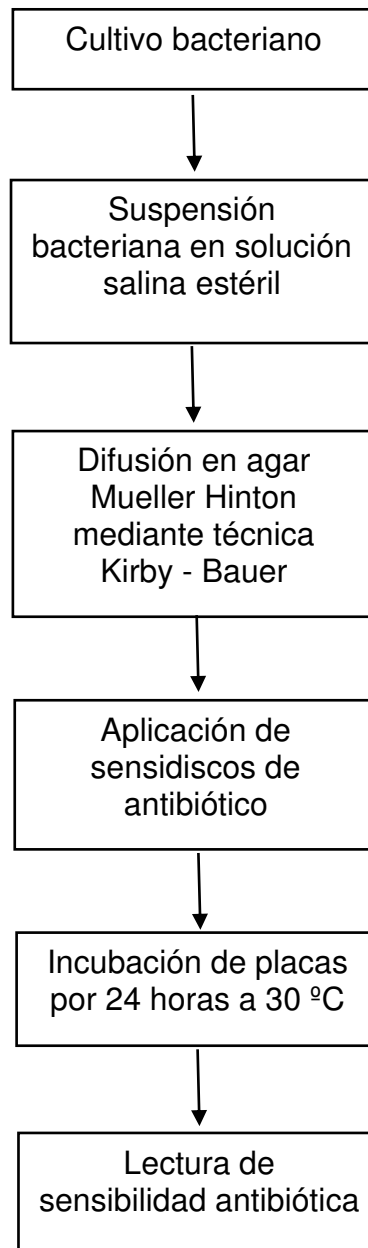 Cultivo bacteriano
Suspensión
bacteriana en solución
salina estéril
Difusión en agar
Mueller Hinton
mediante técnica
Kirby - Bauer
Aplicación de
sensidiscos de
antibiótico
Incubación de placas
por 24 horas a 30 ºC
Lectura de
sensibilidad antibiótica